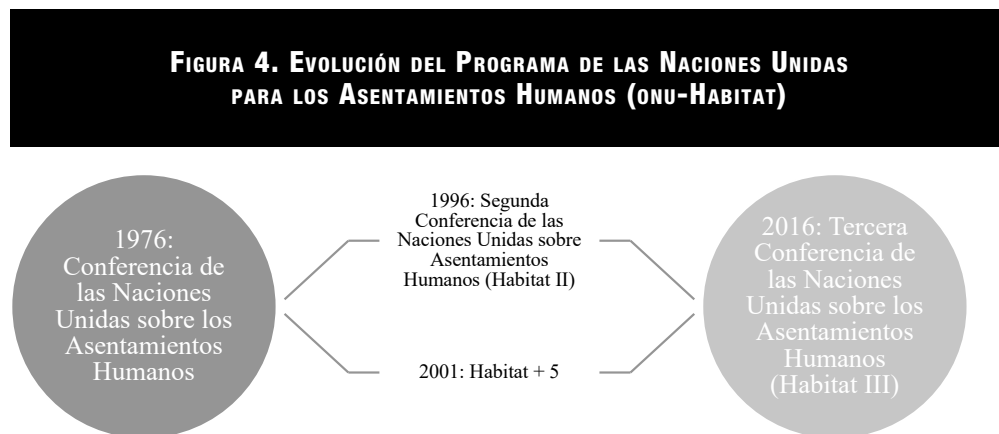 Figura 4. Evolución del Programa de las Naciones Unidas
para los Asentamientos Humanos (onu-Habitat)
1976:
Conferencia de
las Naciones
Unidas sobre los
Asentamientos
Humanos
1996: Segunda
Conferencia de las
Naciones Unidas sobre
Asentamientos
Humanos (Habitat II)
2001: Habitat + 5
2016: Tercera
Conferencia de
las Naciones
Unidas sobre los
Asentamientos
Humanos
(Habitat III)